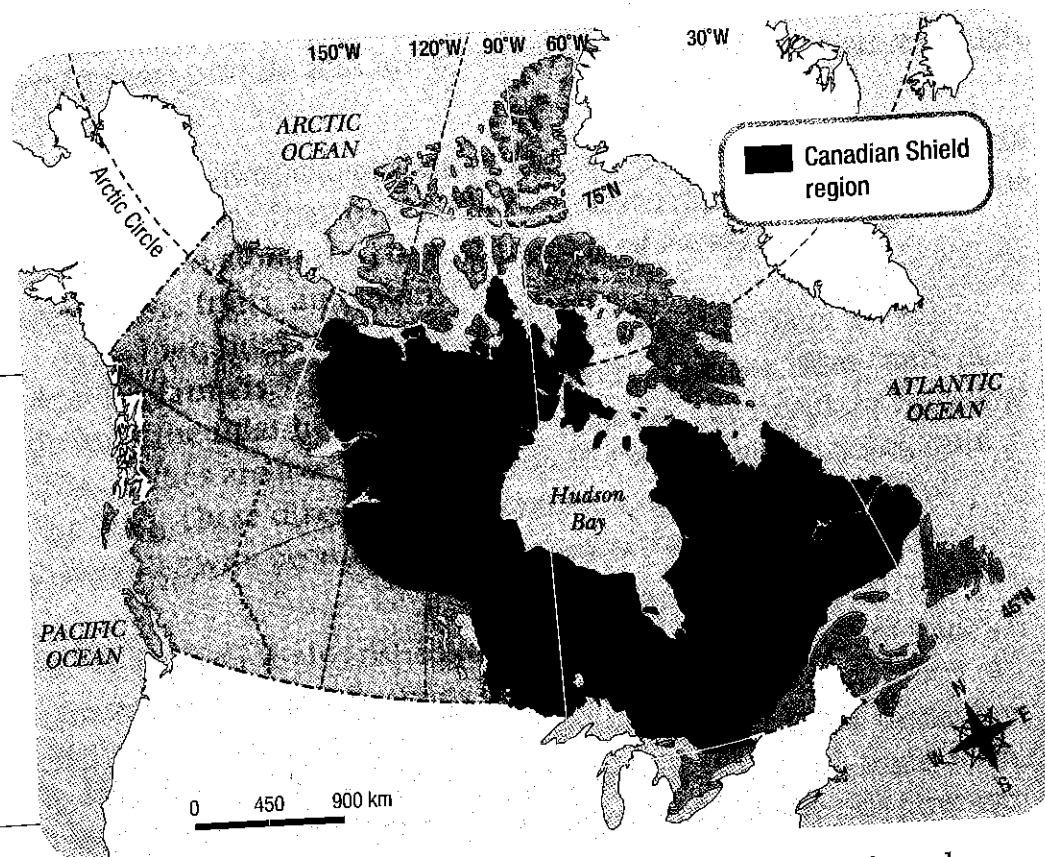 150°W 120°W 90°W 60°W 30°W
ARCTIC
OCEAN
Canadian Shield
region
Arctic Circle
75°N
ATLANTIC
OCEAN
Hudson
Bay
45°N
PACIFIC
OCEAN
N
E
W
S
0 450 900 km